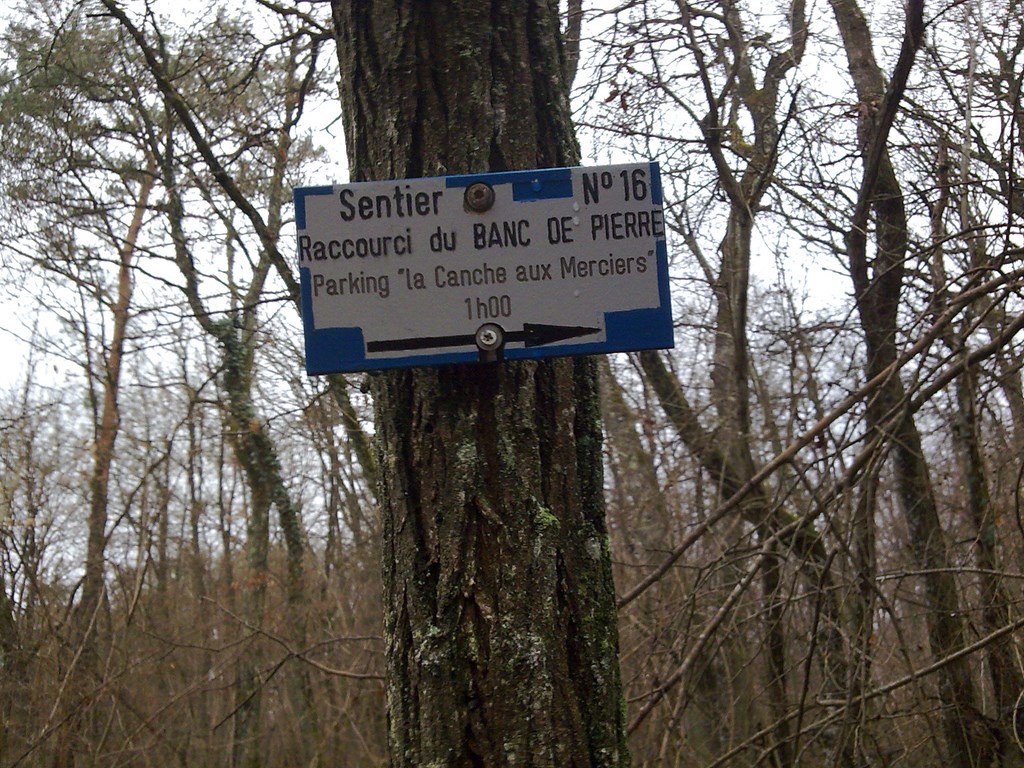 Sentier N° 16
Raccourci du BANC DE PIERRE
Parking "la Canche aux Merciers"
1h00